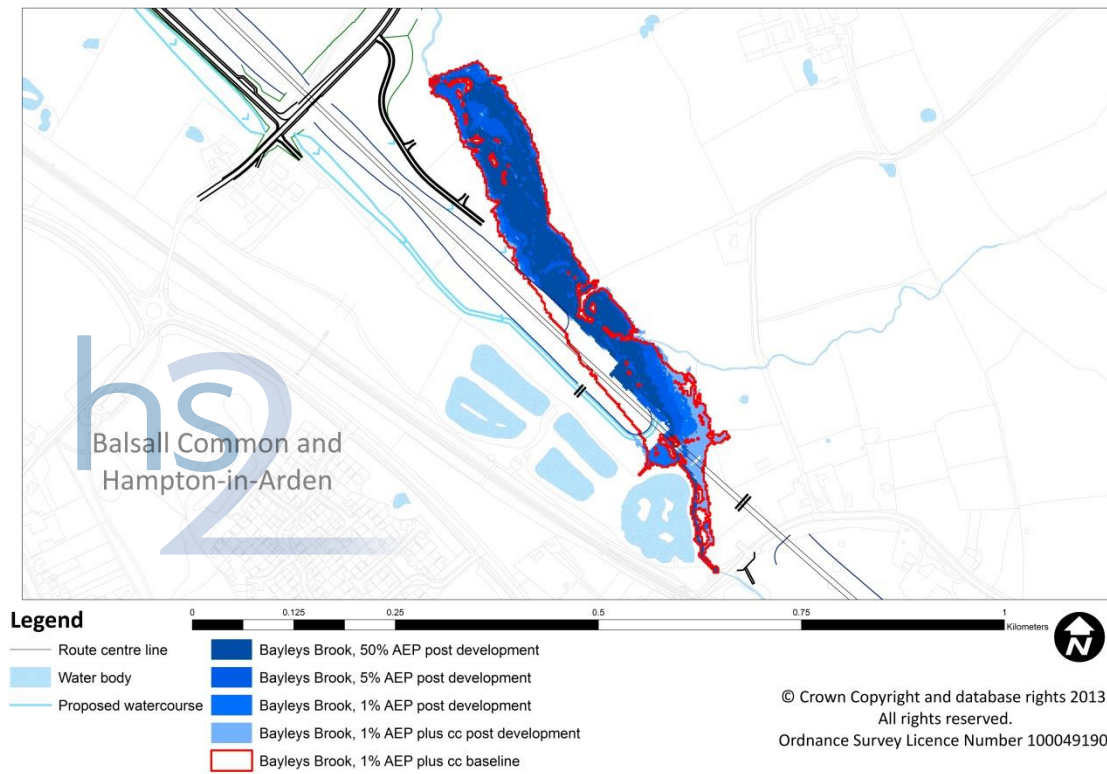 hs2
Balsall Common and
Hampton-in-Arden
Legend
0 0.125 0.25 0.5 0.75 1
Kilometers
Route centre line
Water body
Proposed watercourse
Bayleys Brook, 50% AEP post development
Bayleys Brook, 5% AEP post development
Bayleys Brook, 1% AEP post development
Bayleys Brook, 1% AEP plus cc post development
Bayleys Brook, 1% AEP plus cc baseline
N
© Crown Copyright and database rights 2013
All rights reserved.
Ordnance Survey Licence Number 100049190